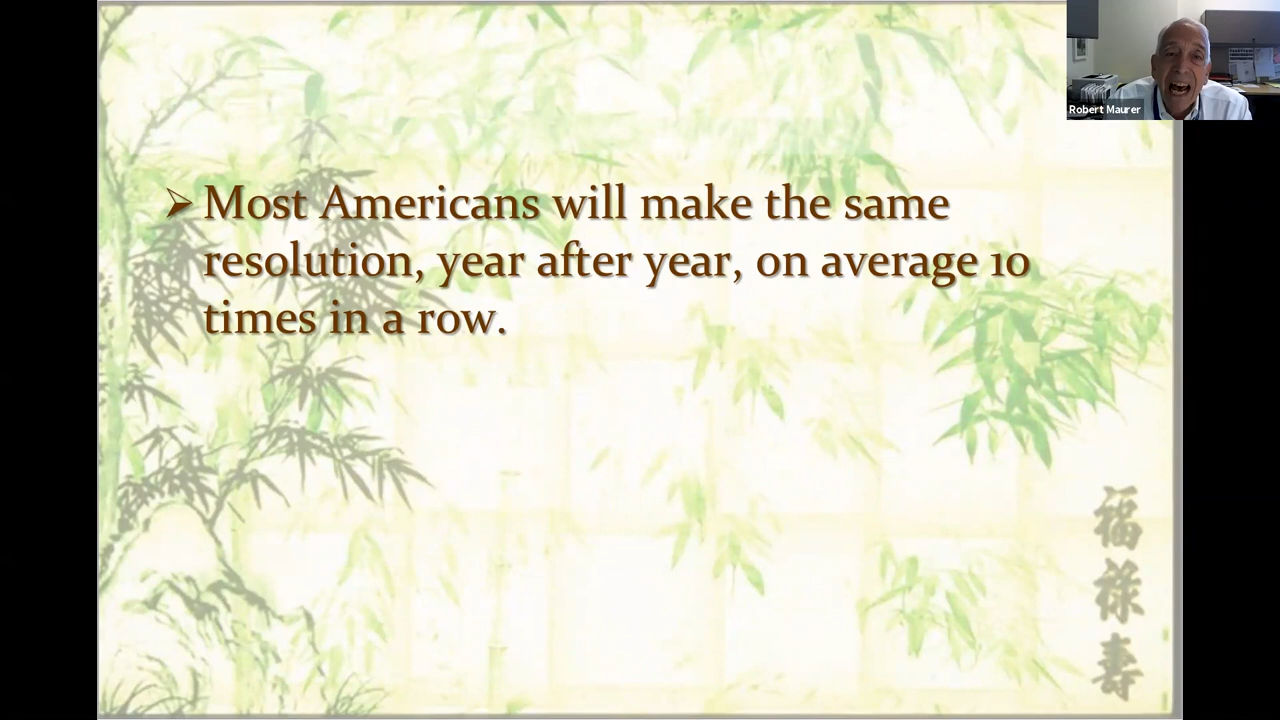 Robert Maurer
Most Americans will make the same
resolution, year after year, on average 10
times in a row.
福
祿
壽